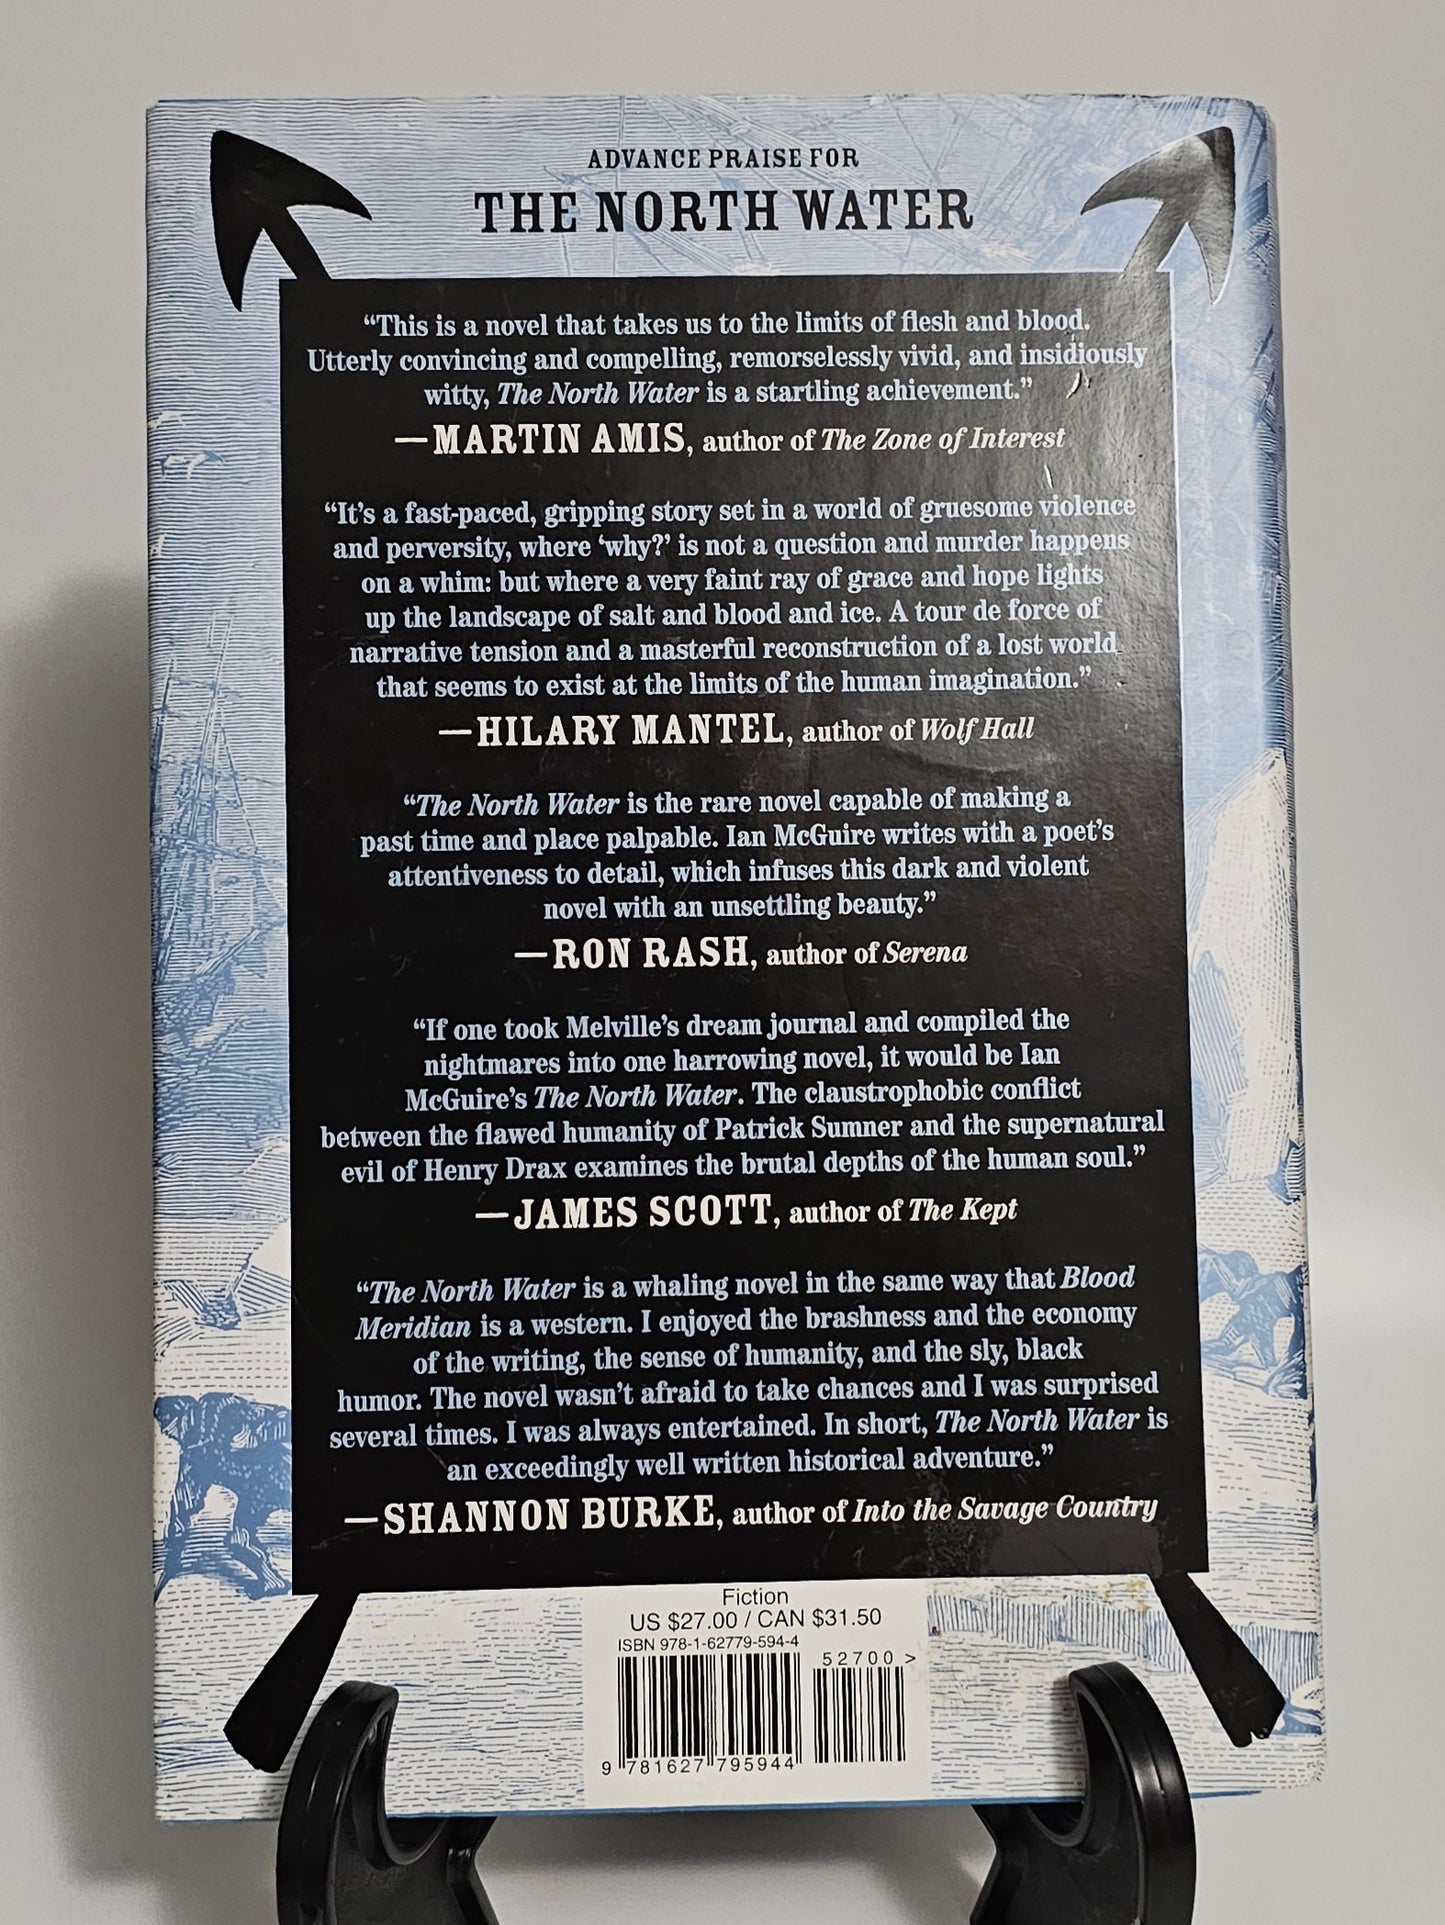 ADVANCE PRAISE FOR
THE NORTH WATER
“This is a novel that takes us to the limits of flesh and blood.
Utterly convincing and compelling, remorselessly vivid, and insidiously
witty, The North Water is a startling achievement.”
—MARTIN AMIS, author of The Zone of Interest
“It’s a fast-paced, gripping story set in a world of gruesome violence
and perversity, where ‘why?’ is not a question and murder happens
on a whim: but where a very faint ray of grace and hope lights
up the landscape of salt and blood and ice. A tour de force of
narrative tension and a masterful reconstruction of a lost world
that seems to exist at the limits of the human imagination.”
—HILARY MANTEL, author of Wolf Hall
“The North Water is the rare novel capable of making a
past time and place palpable. Ian McGuire writes with a poet’s
attentiveness to detail, which infuses this dark and violent
novel with an unsettling beauty.”
—RON RASH, author of Serena
“If one took Melville’s dream journal and compiled the
nightmares into one harrowing novel, it would be Ian
McGuire’s The North Water. The claustrophobic conflict
between the flawed humanity of Patrick Sumner and the supernatural
evil of Henry Drax examines the brutal depths of the human soul.”
—JAMES SCOTT, author of The Kept
“The North Water is a whaling novel in the same way that Blood
Meridian is a western. I enjoyed the brashness and the economy
of the writing, the sense of humanity, and the sly, black
humor. The novel wasn’t afraid to take chances and I was surprised
several times. I was always entertained. In short, The North Water is
an exceedingly well written historical adventure.”
—SHANNON BURKE, author of Into the Savage Country
Fiction
US $27.00 / CAN $31.50
ISBN 978-1-62779-594-4
52700 >
9 781627 795944